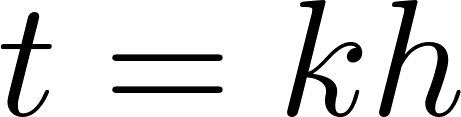 t = kh